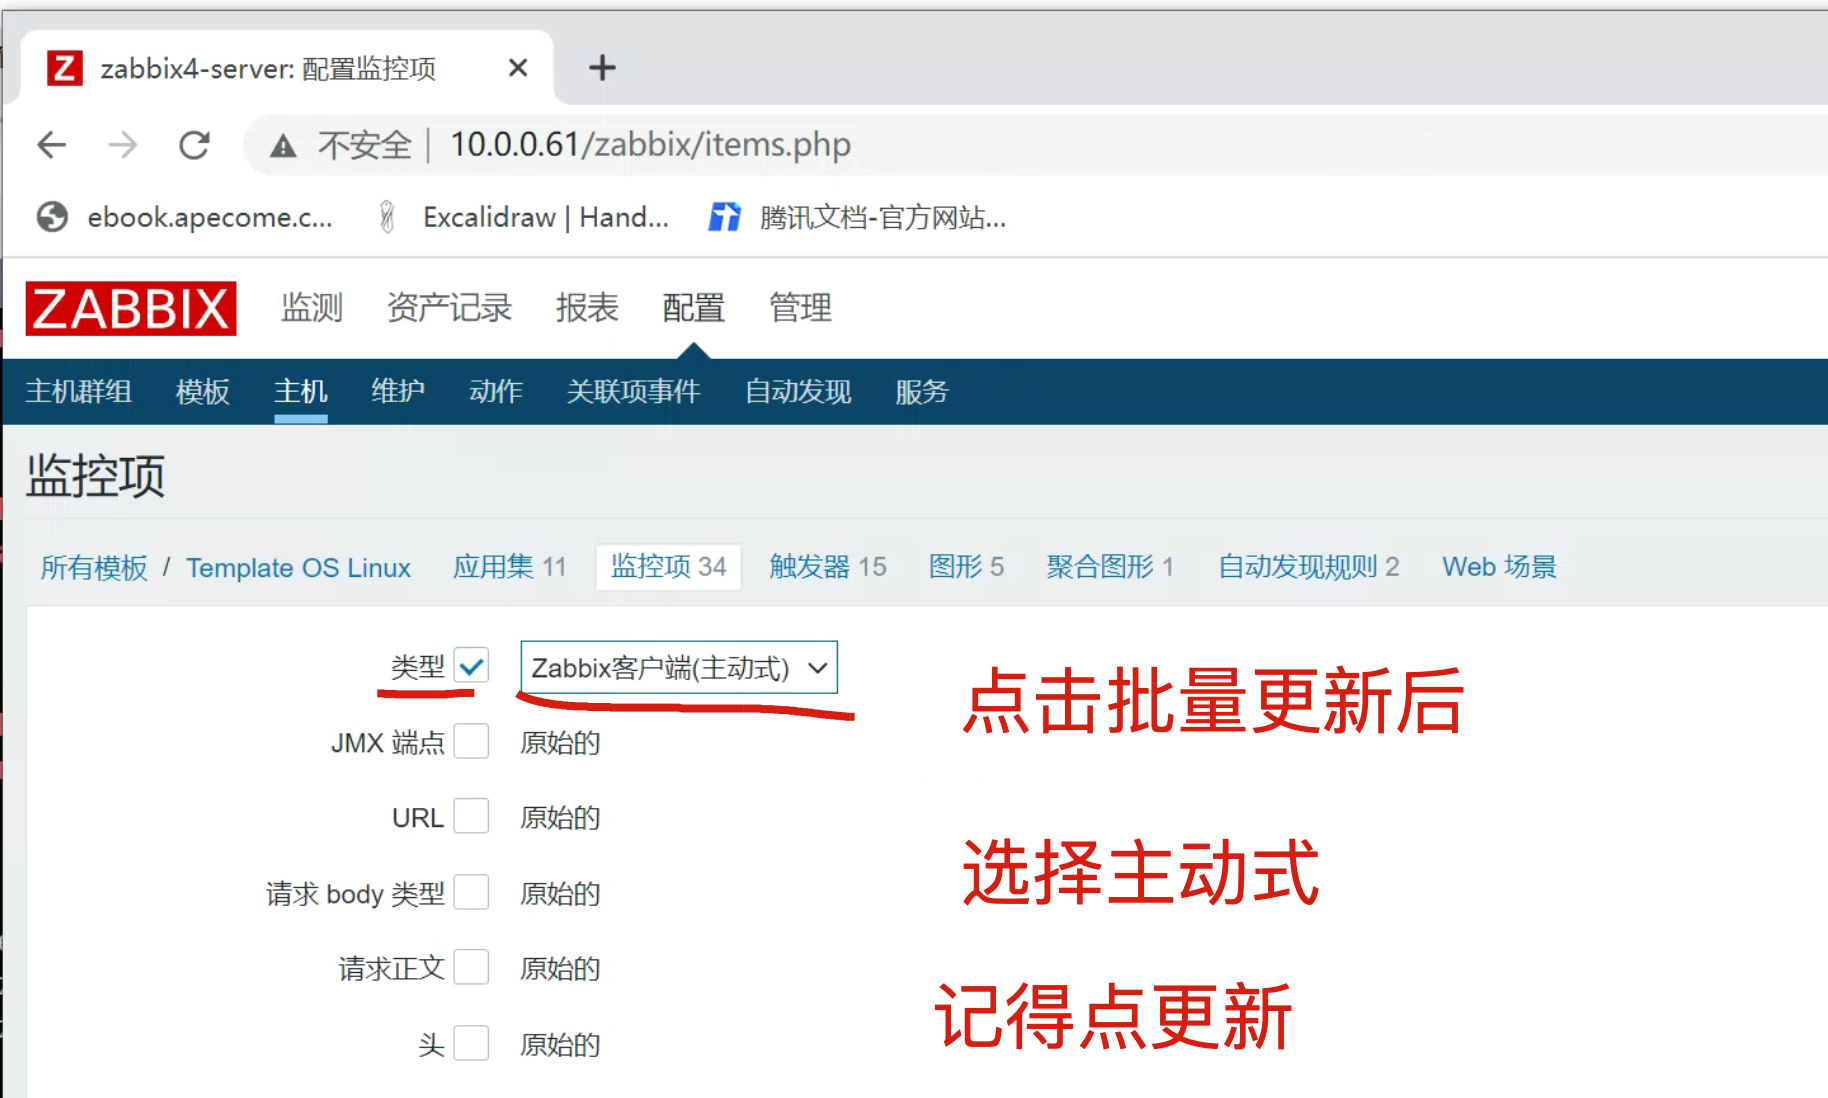 Z zabbix4-server: 配置监控项
不安全 | 10.0.0.61/zabbix/items.php
ebook.apecome.c... Excalidraw | Hand... 腾讯文档-官方网站...
ZABBIX 监测 资产记录 报表 配置 管理
主机群组 模板 主机 维护 动作 关联项事件 自动发现 服务
监控项
所有模板 / Template OS Linux 应用集 11 监控项 34 触发器 15 图形 5 聚合图形 1 自动发现规则 2 Web 场景
类型 Zabbix客户端(主动式)
点击批量更新后
JMX 端点 原始的
URL 原始的
选择主动式
请求 body 类型 原始的
请求正文 原始的
记得点更新
头 原始的